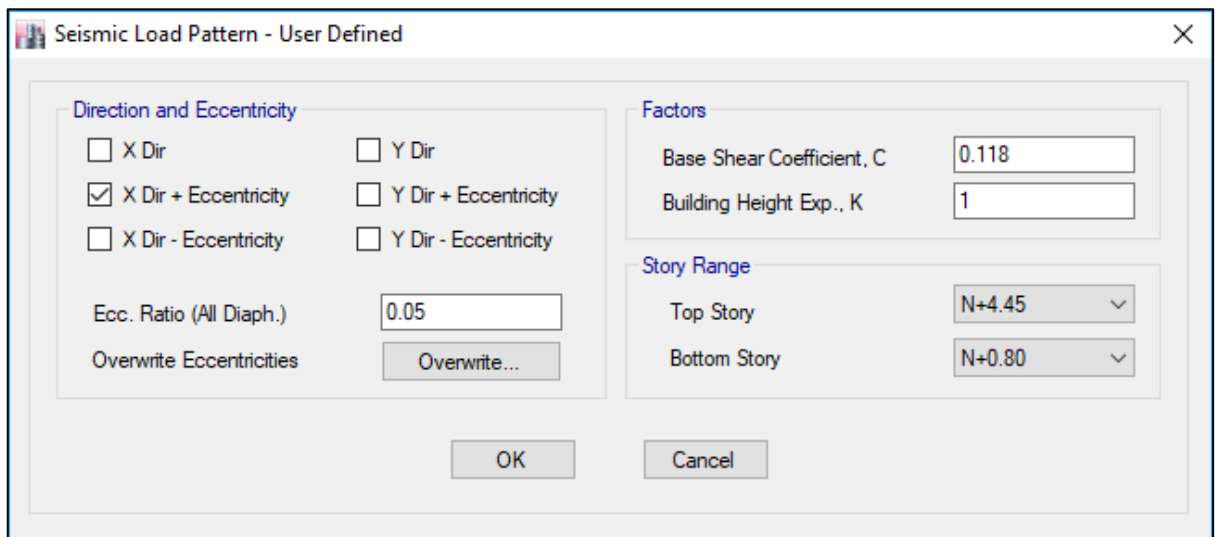 Seismic Load Pattern - User Defined
Direction and Eccentricity
X Dir
Y Dir
X Dir + Eccentricity
Y Dir + Eccentricity
X Dir - Eccentricity
Y Dir - Eccentricity
Ecc. Ratio (All Diaph.) 0.05
Overwrite Eccentricities Overwrite...
Factors
Base Shear Coefficient, C 0.118
Building Height Exp., K 1
Story Range
Top Story N+4.45
Bottom Story N+0.80
OK
Cancel